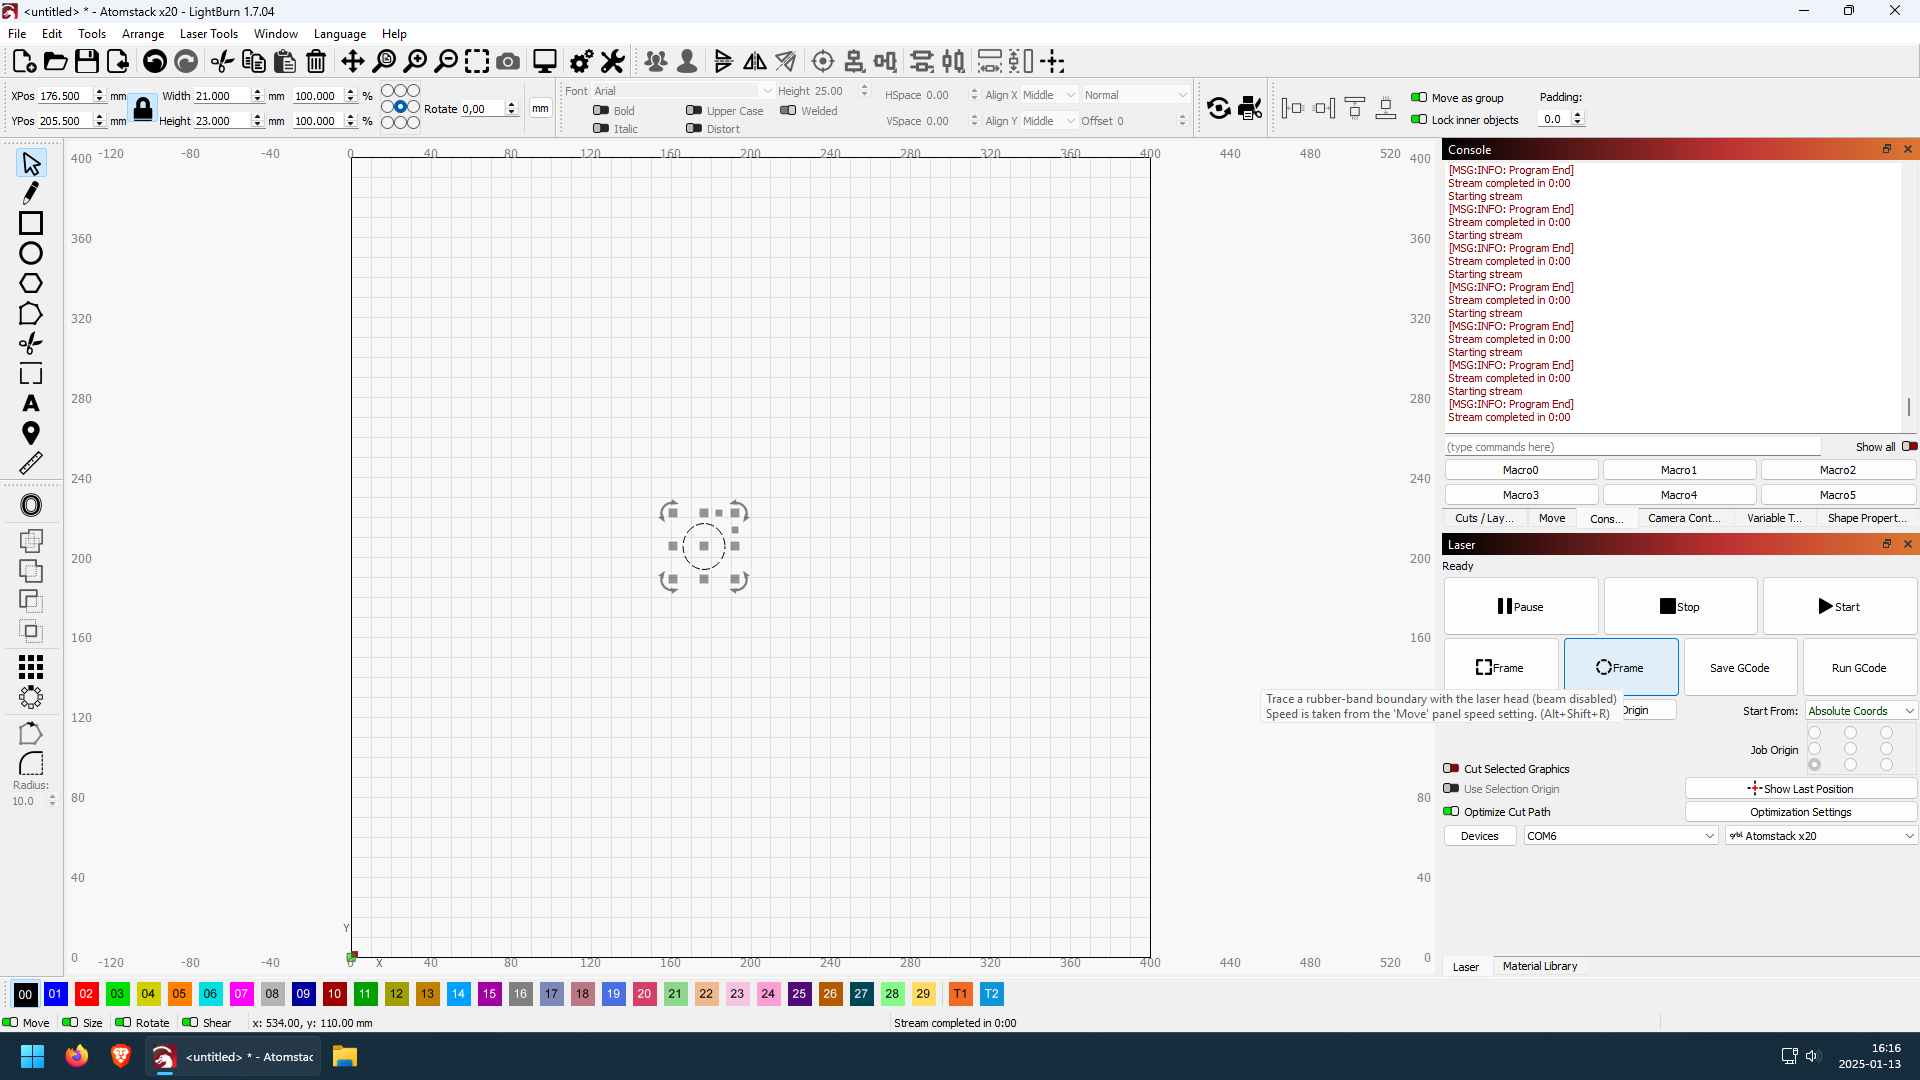 <untitled> * - Atomstack x20 - LightBurn 1.7.04
File Edit Tools Arrange Laser Tools Window Language Help
XPos 176.500 mm Width 21.000 mm 100.000 %
YPos 205.500 mm Height 23.000 mm 100.000 %
Rotate 0,00 mm
Font Arial Height 25.00 HSpace 0.00 Align X Middle Normal
Bold Upper Case Welded
Italic Distort VSpace 0.00 Align Y Middle Offset 0
Move as group Padding:
Lock inner objects 0.0
400 -120 -80 -40 0 40 80 120 160 200 240 280 320 360 400 440 480 520 400
360 360
320 320
280 280
240 240
200 200
160 160
120
80 80
40 40
Y
0 -120 -80 -40 0 X 40 80 120 160 200 240 280 320 360 400 440 480 520 0
Radius:
10.0
Console
[MSG:INFO: Program End]
Stream completed in 0:00
Starting stream
[MSG:INFO: Program End]
Stream completed in 0:00
Starting stream
[MSG:INFO: Program End]
Stream completed in 0:00
Starting stream
[MSG:INFO: Program End]
Stream completed in 0:00
Starting stream
[MSG:INFO: Program End]
Stream completed in 0:00
Starting stream
[MSG:INFO: Program End]
Stream completed in 0:00
Starting stream
[MSG:INFO: Program End]
Stream completed in 0:00
(type commands here) Show all
Macro0 Macro1 Macro2
Macro3 Macro4 Macro5
Cuts / Lay... Move Cons... Camera Cont... Variable T... Shape Propert...
Laser
Ready
Pause Stop Start
Frame Frame Save GCode Run GCode
Trace a rubber-band boundary with the laser head (beam disabled)
Speed is taken from the 'Move' panel speed setting. (Alt+Shift+R)
Origin Start From: Absolute Coords
Job Origin
Cut Selected Graphics
Use Selection Origin Show Last Position
Optimize Cut Path Optimization Settings
Devices COM6 grbl Atomstack x20
Laser Material Library
00 01 02 03 04 05 06 07 08 09 10 11 12 13 14 15 16 17 18 19 20 21 22 23 24 25 26 27 28 29 T1 T2
Move Size Rotate Shear x: 534.00, y: 110.00 mm Stream completed in 0:00
<untitled> * - Atomstac
16:16
2025-01-13